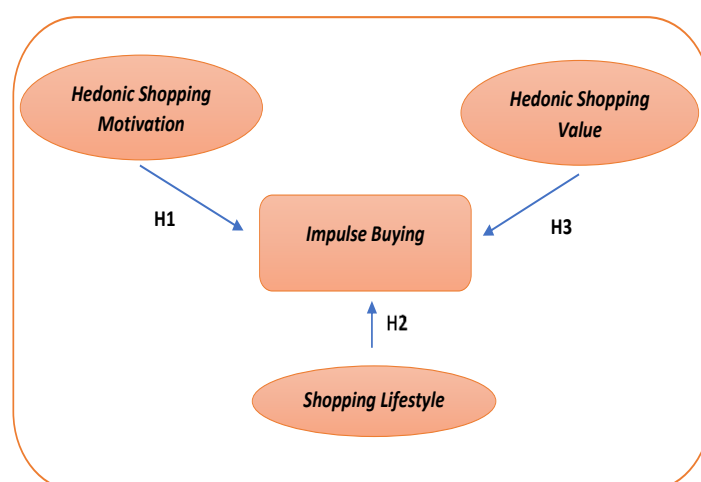 Hedonic Shopping
Motivation
Hedonic Shopping
Value
H1
Impulse Buying
H3
H2
Shopping Lifestyle